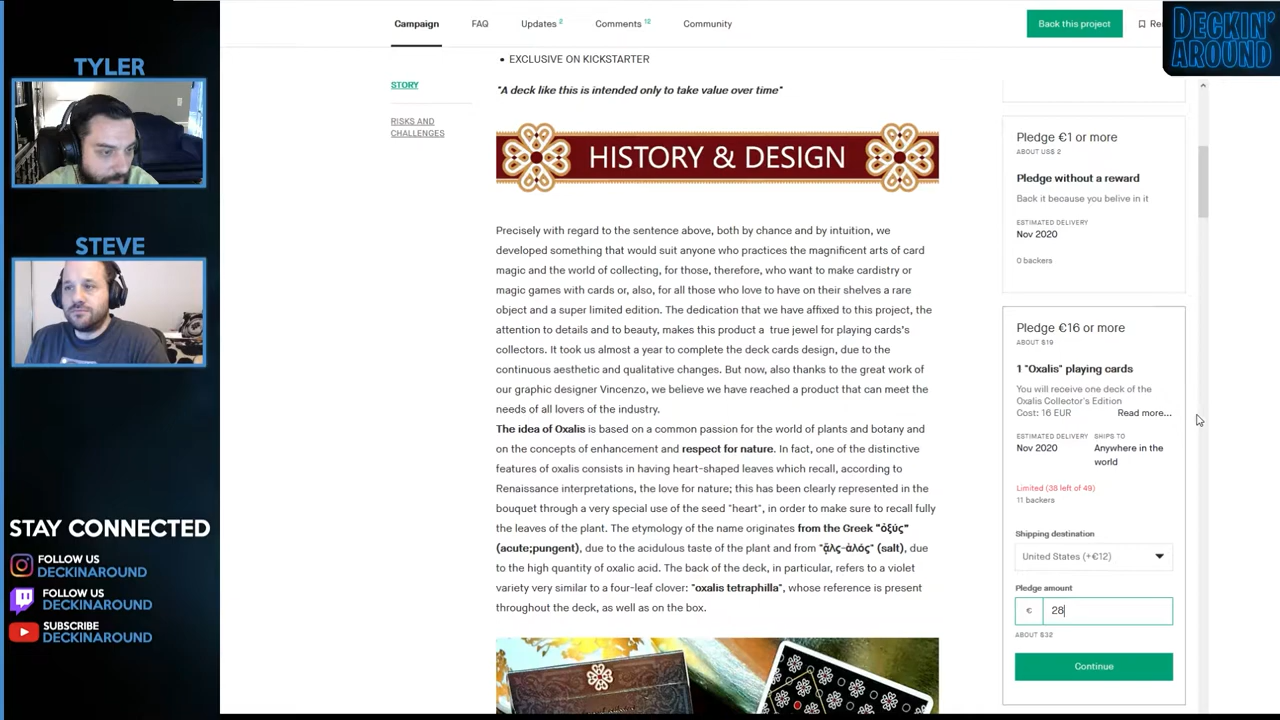 TYLER
STEVE
STAY CONNECTED
FOLLOW US
DECKINAROUND
FOLLOW US
DECKINAROUND
SUBSCRIBE
DECKINAROUND
Campaign
FAQ
Updates 2
Comments 12
Community
Back this project
DECKIN'
AROUND
STORY
RISKS AND
CHALLENGES
• EXCLUSIVE ON KICKSTARTER
"A deck like this is intended only to take value over time"
HISTORY & DESIGN
Precisely with regard to the sentence above, both by chance and by intuition, we
developed something that would suit anyone who practices the magnificent arts of card
magic and the world of collecting, for those, therefore, who want to make cardistry or
magic games with cards or, also, for all those who love to have on their shelves a rare
object and a super limited edition. The dedication that we have affixed to this project, the
attention to details and to beauty, makes this product a true jewel for playing cards's
collectors. It took us almost a year to complete the deck cards design, due to the
continuous aesthetic and qualitative changes. But now, also thanks to the great work of
our graphic designer Vincenzo, we believe we have reached a product that can meet the
needs of all lovers of the industry.
The idea of Oxalis is based on a common passion for the world of plants and botany and
on the concepts of enhancement and respect for nature. In fact, one of the distinctive
features of oxalis consists in having heart-shaped leaves which recall, according to
Renaissance interpretations, the love for nature; this has been clearly represented in the
bouquet through a very special use of the seed "heart", in order to make sure to recall fully
the leaves of the plant. The etymology of the name originates from the Greek "ὀξύς"
(acute;pungent), due to the acidulous taste of the plant and from "ἅλς-ἁλός" (salt), due
to the high quantity of oxalic acid. The back of the deck, in particular, refers to a violet
variety very similar to a four-leaf clover: "oxalis tetraphilla", whose reference is present
throughout the deck, as well as on the box.
Pledge €1 or more
ABOUT US$ 2
Pledge without a reward
Back it because you belive in it
ESTIMATED DELIVERY
Nov 2020
0 backers
Pledge €16 or more
ABOUT $19
1 "Oxalis" playing cards
You will receive one deck of the
Oxalis Collector's Edition
Cost: 16 EUR Read more...
ESTIMATED DELIVERY SHIPS TO
Nov 2020 Anywhere in the
world
Limited (38 left of 49)
11 backers
Shipping destination
United States (+€12)
Pledge amount
€ 28
ABOUT $32
Continue